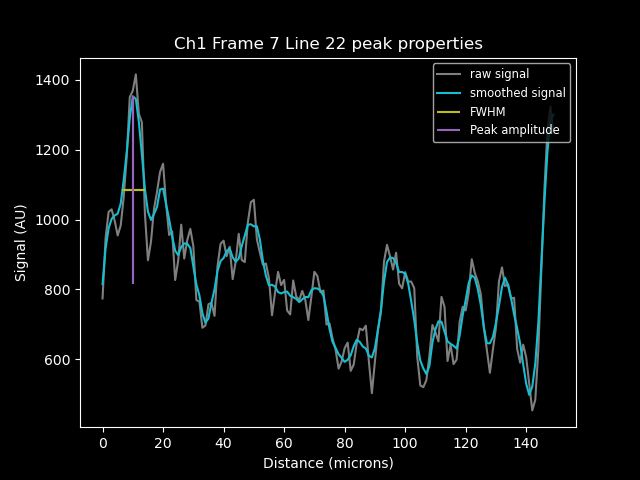 Ch1 Frame 7 Line 22 peak properties
raw signal
smoothed signal
FWHM
Peak amplitude
Signal (AU)
1400
1200
1000
800
600
0 20 40 60 80 100 120 140
Distance (microns)